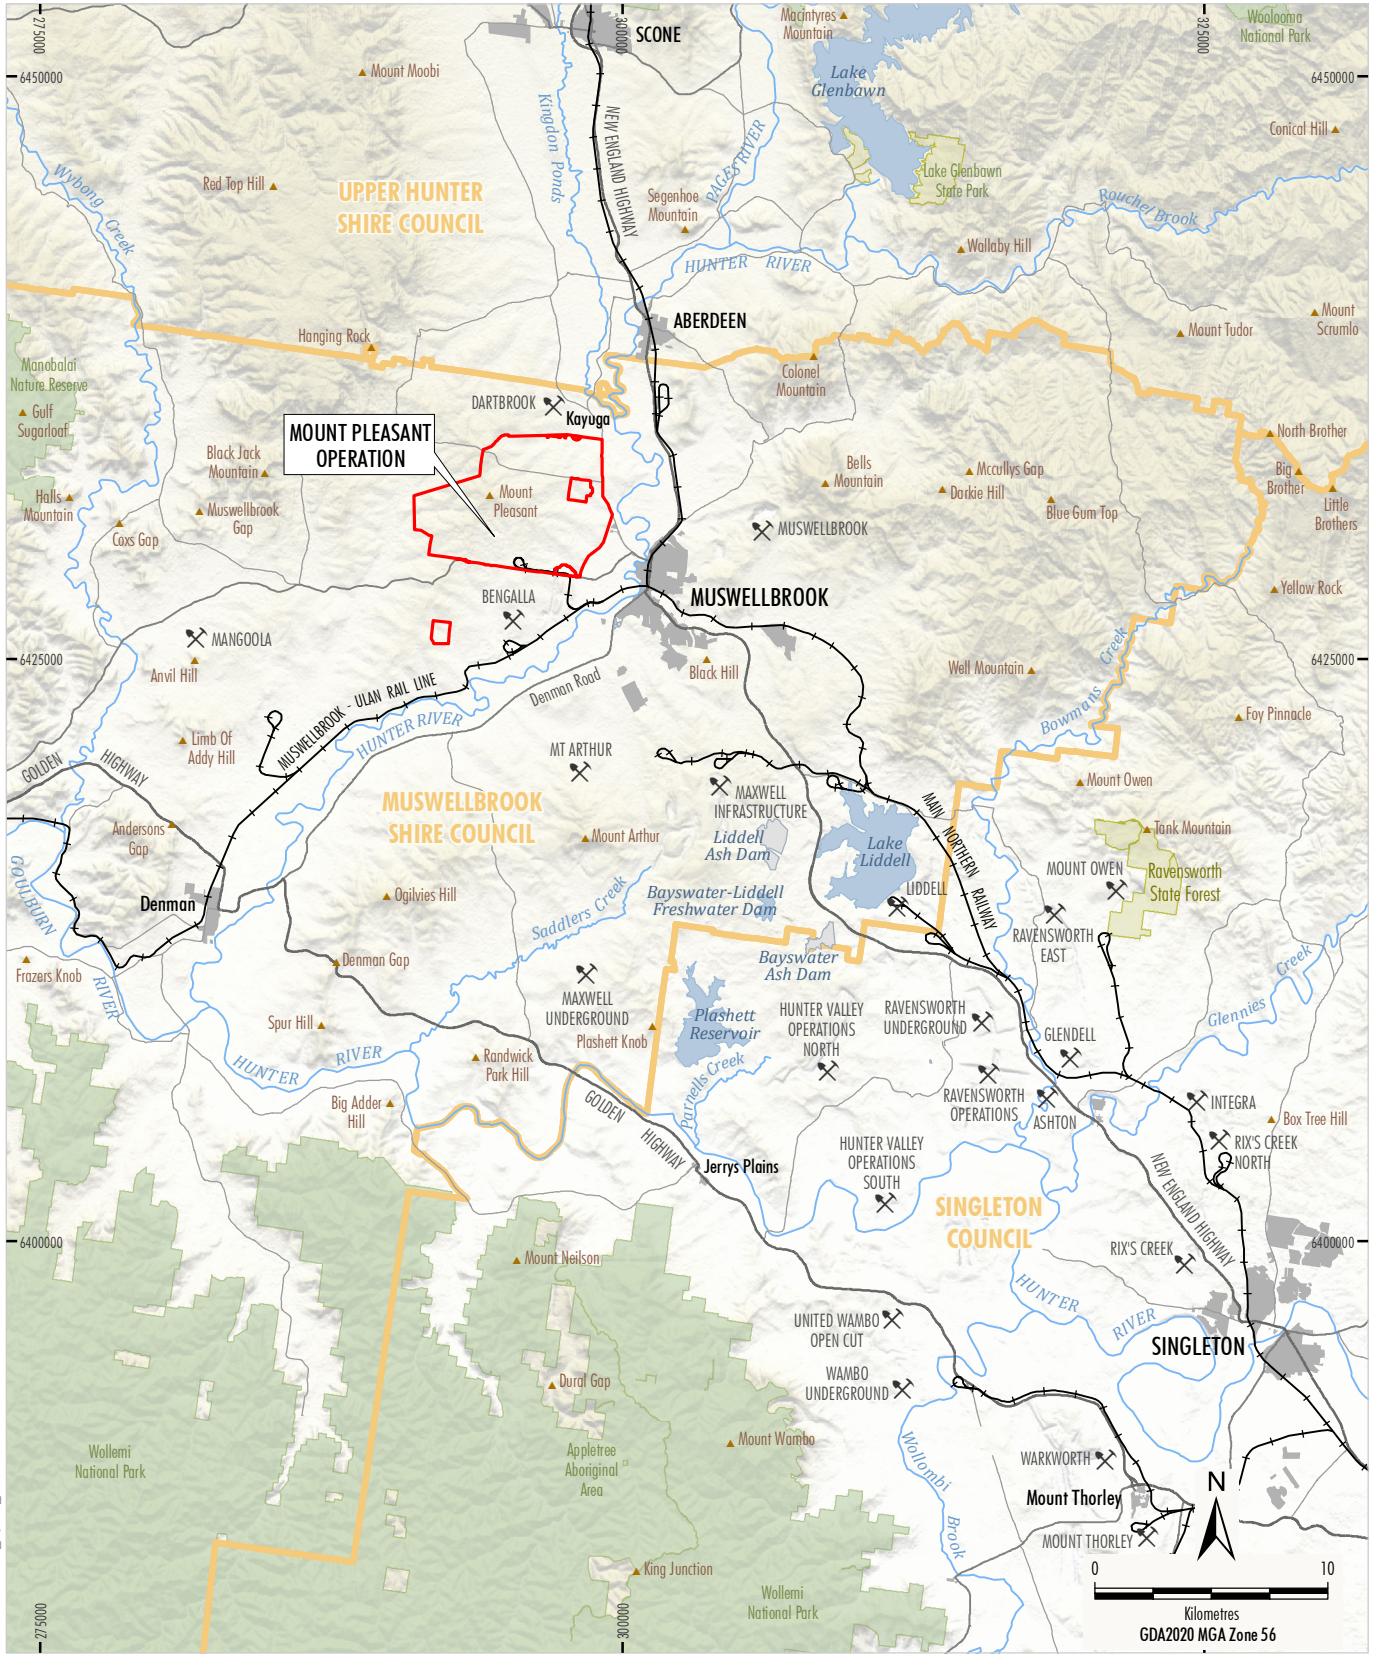 275000
300000
325000
SCONE
Macintyres
Mountain
Woolooma
National Park
6450000
6450000
Mount Moobi
Lake
Glenbawn
Kingdon Ponds
NEW ENGLAND HIGHWAY
PAGES RIVER
Conical Hill
Wybong Creek
Red Top Hill
UPPER HUNTER
SHIRE COUNCIL
Segenhoe
Mountain
Lake Glenbawn
State Park
Rouchel Brook
Wallaby Hill
HUNTER RIVER
ABERDEEN
Hanging Rock
Mount
Scrumlo
Mount Tudor
Manobalai
Nature Reserve
Colonel
Mountain
Gulf
Sugarloaf
DARTBROOK
Kayuga
MOUNT PLEASANT
OPERATION
North Brother
Black Jack
Mountain
Bells
Mountain
Mccullys Gap
Big
Brother
Halls
Mountain
Mount
Pleasant
Darkie Hill
Blue Gum Top
Little
Brothers
Muswellbrook
Gap
Coxs Gap
MUSWELLBROOK
BENGALLA
MUSWELLBROOK
Yellow Rock
MANGOOLA
6425000
6425000
Anvil Hill
Black Hill
Well Mountain
Bowmans Creek
MUSWELLBROOK - ULAN RAIL LINE
Denman Road
HUNTER RIVER
Foy Pinnacle
Limb Of
Addy Hill
GOLDEN HIGHWAY
MT ARTHUR
MAXWELL
INFRASTRUCTURE
Mount Owen
MUSWELLBROOK
SHIRE COUNCIL
MAIN NORTHERN RAILWAY
Andersons
Gap
Mount Arthur
Liddell
Ash Dam
Lake
Liddell
Tank Mountain
GOULBURN RIVER
MOUNT OWEN
Ravensworth
State Forest
Denman
Ogilvies Hill
Saddlers Creek
Bayswater-Liddell
Freshwater Dam
LIDDELL
RAVENSWORTH
EAST
Frazers Knob
Denman Gap
Bayswater
Ash Dam
Glennies Creek
MAXWELL
UNDERGROUND
Spur Hill
Plashett Knob
Plashett
Reservoir
HUNTER VALLEY
OPERATIONS
NORTH
RAVENSWORTH
UNDERGROUND
GLENDELL
HUNTER RIVER
Randwick
Park Hill
Parnells Creek
Big Adder
Hill
GOLDEN HIGHWAY
RAVENSWORTH
OPERATIONS
ASHTON
INTEGRA
Box Tree Hill
RIX'S CREEK
NORTH
HUNTER VALLEY
OPERATIONS
SOUTH
Jerrys Plains
NEW ENGLAND HIGHWAY
SINGLETON
COUNCIL
6400000
6400000
Mount Neilson
RIX'S CREEK
HUNTER RIVER
UNITED WAMBO
OPEN CUT
SINGLETON
WAMBO
UNDERGROUND
Dural Gap
Wollombi Brook
Mount Wambo
Wollemi
National Park
Appletree
Aboriginal
Area
WARKWORTH
Mount Thorley
MOUNT THORLEY
N
King Junction
Wollemi
National Park
0 10
Kilometres
GDA2020 MGA Zone 56
275000
300000